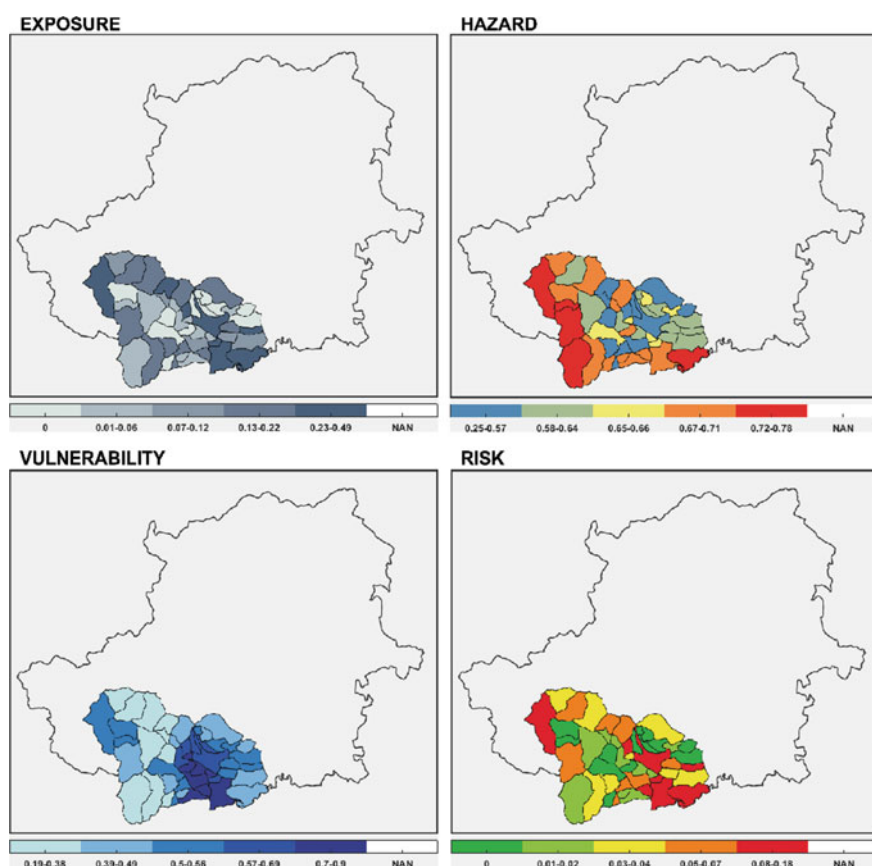 EXPOSURE
0 0.01-0.06 0.07-0.12 0.13-0.22 0.23-0.49 NAN
HAZARD
0.25-0.57 0.58-0.64 0.65-0.66 0.67-0.71 0.72-0.78 NAN
VULNERABILITY
0.19-0.38 0.39-0.49 0.5-0.56 0.57-0.69 0.7-0.9 NAN
RISK
0 0.01-0.02 0.03-0.04 0.05-0.07 0.08-0.18 NAN